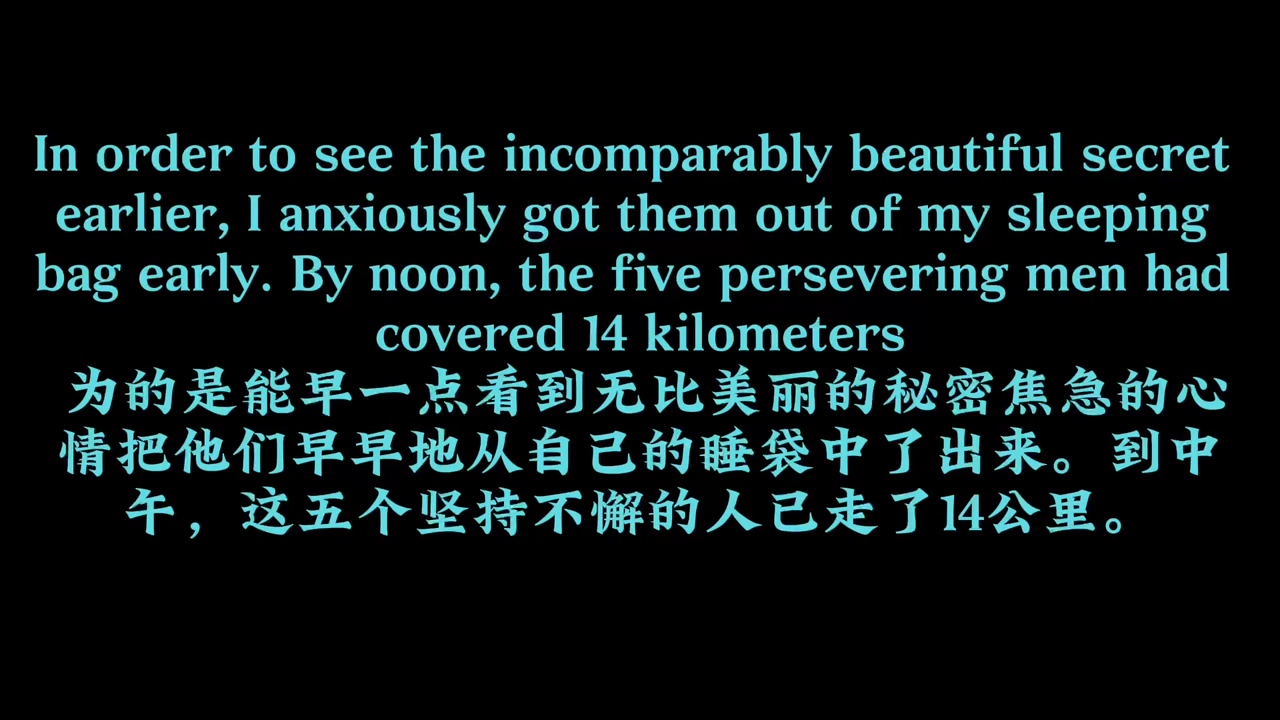 In order to see the incomparably beautiful secret
earlier, I anxiously got them out of my sleeping
bag early. By noon, the five persevering men had
covered 14 kilometers
为的是能早一点看到无比美丽的秘密焦急的心
情把他们早早地从自己的睡袋中了出来。到中
午，这五个坚持不懈的人已走了14公里。